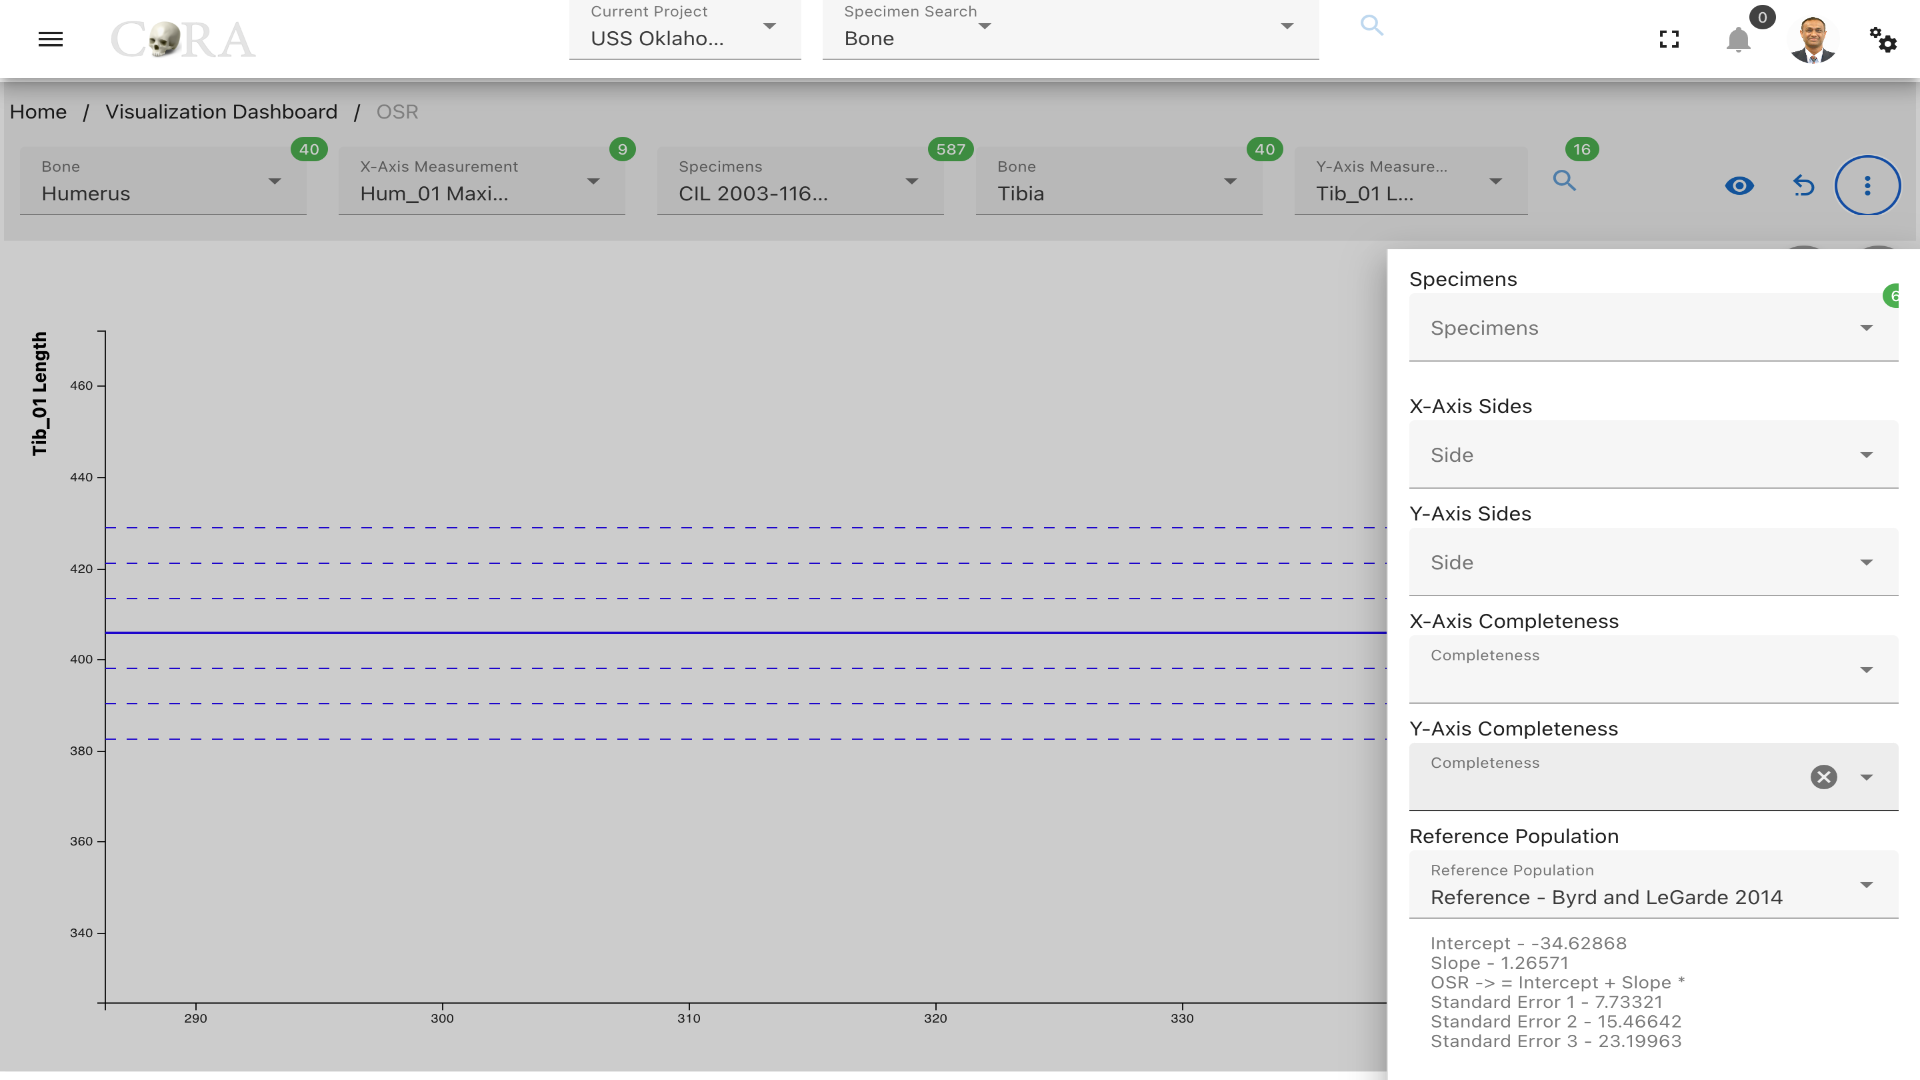 CORA
Current Project
USS Oklaho...
Specimen Search
Bone
0
Home / Visualization Dashboard / OSR
Bone
Humerus
40
X-Axis Measurement
Hum_01 Maxi...
9
Specimens
CIL 2003-116...
587
Bone
Tibia
40
Y-Axis Measure...
Tib_01 L...
16
Tib_01 Length
460
440
420
400
380
360
340
290
300
310
320
330
Specimens
Specimens
X-Axis Sides
Side
Y-Axis Sides
Side
X-Axis Completeness
Completeness
Y-Axis Completeness
Completeness
Reference Population
Reference Population
Reference - Byrd and LeGarde 2014
Intercept - -34.62868
Slope - 1.26571
OSR -> = Intercept + Slope *
Standard Error 1 - 7.73321
Standard Error 2 - 15.46642
Standard Error 3 - 23.19963